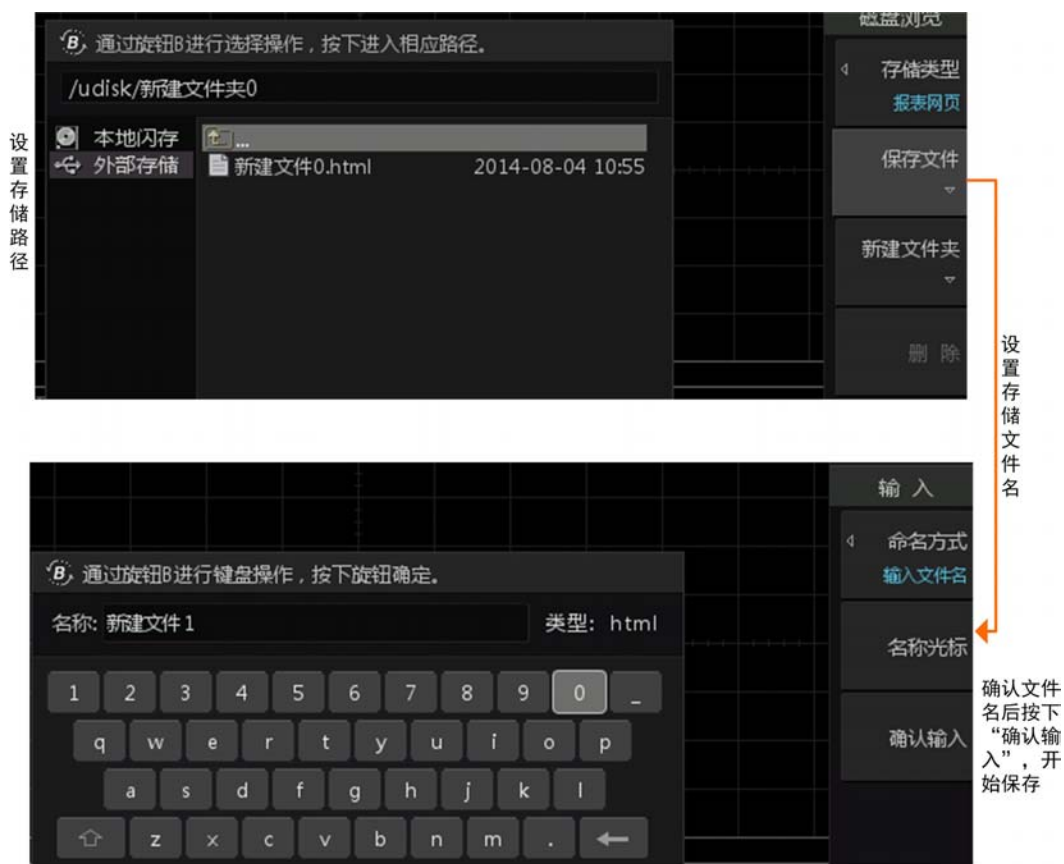 磁盘浏览
通过旋钮B进行选择操作，按下进入相应路径。
/udisk/新建文件夹0
本地闪存
...
外部存储
新建文件0.html 2014-08-04 10:55
存储类型
报表网页
保存文件
新建文件夹
删 除
设置存储路径
设置存储文件名
输 入
B 通过旋钮B进行键盘操作，按下旋钮确定。
名称: 新建文件1 类型: html
1 2 3 4 5 6 7 8 9 0 _
q w e r t y u i o p
a s d f g h j k l
z x c v b n m .
命名方式
输入文件名
名称光标
确认输入
确认文件
名后按下
“确认输
入”，开
始保存